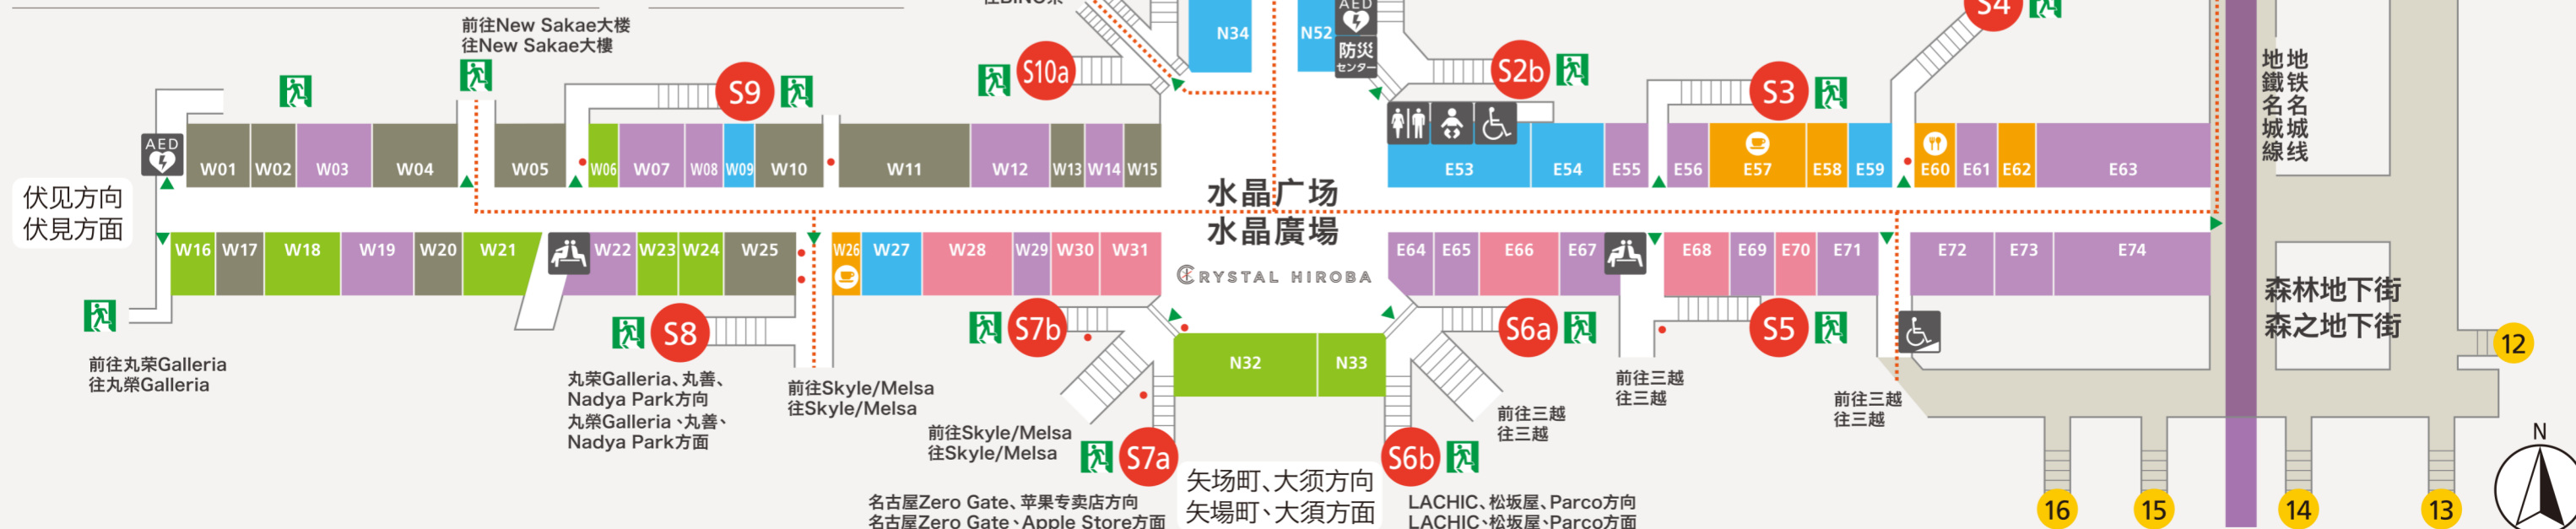 往BINO栄
前往New Sakae大楼
往New Sakae大樓
N34
N52
AED
防災
センター
S4
S10a
S2b
S9
S3
地铁名城线
地鐵名城線
AED
W01
W02
W03
W04
W05
W06
W07
W08
W09
W10
W11
W12
W13
W14
W15
E53
E54
E55
E56
E57
E58
E59
E60
E61
E62
E63
伏见方向
伏見方面
水晶广场
水晶廣場
CRYSTAL HIROBA
W16
W17
W18
W19
W20
W21
W22
W23
W24
W25
W26
W27
W28
W29
W30
W31
E64
E65
E66
E67
E68
E69
E70
E71
E72
E73
E74
森林地下街
森之地下街
S8
S7b
S6a
S5
12
前往丸荣Galleria
往丸榮Galleria
N32
N33
丸荣Galleria、丸善、
Nadya Park方向
丸榮Galleria、丸善、
Nadya Park方面
前往Skyle/Melsa
往Skyle/Melsa
前往Skyle/Melsa
往Skyle/Melsa
前往三越
往三越
前往三越
往三越
前往三越
往三越
S7a
S6b
N
矢场町、大须方向
矢場町、大須方面
名古屋Zero Gate、苹果专卖店方向
名古屋Zero Gate、Apple Store方面
LACHIC、松坂屋、Parco方向
LACHIC、松坂屋、Parco方面
16
15
14
13